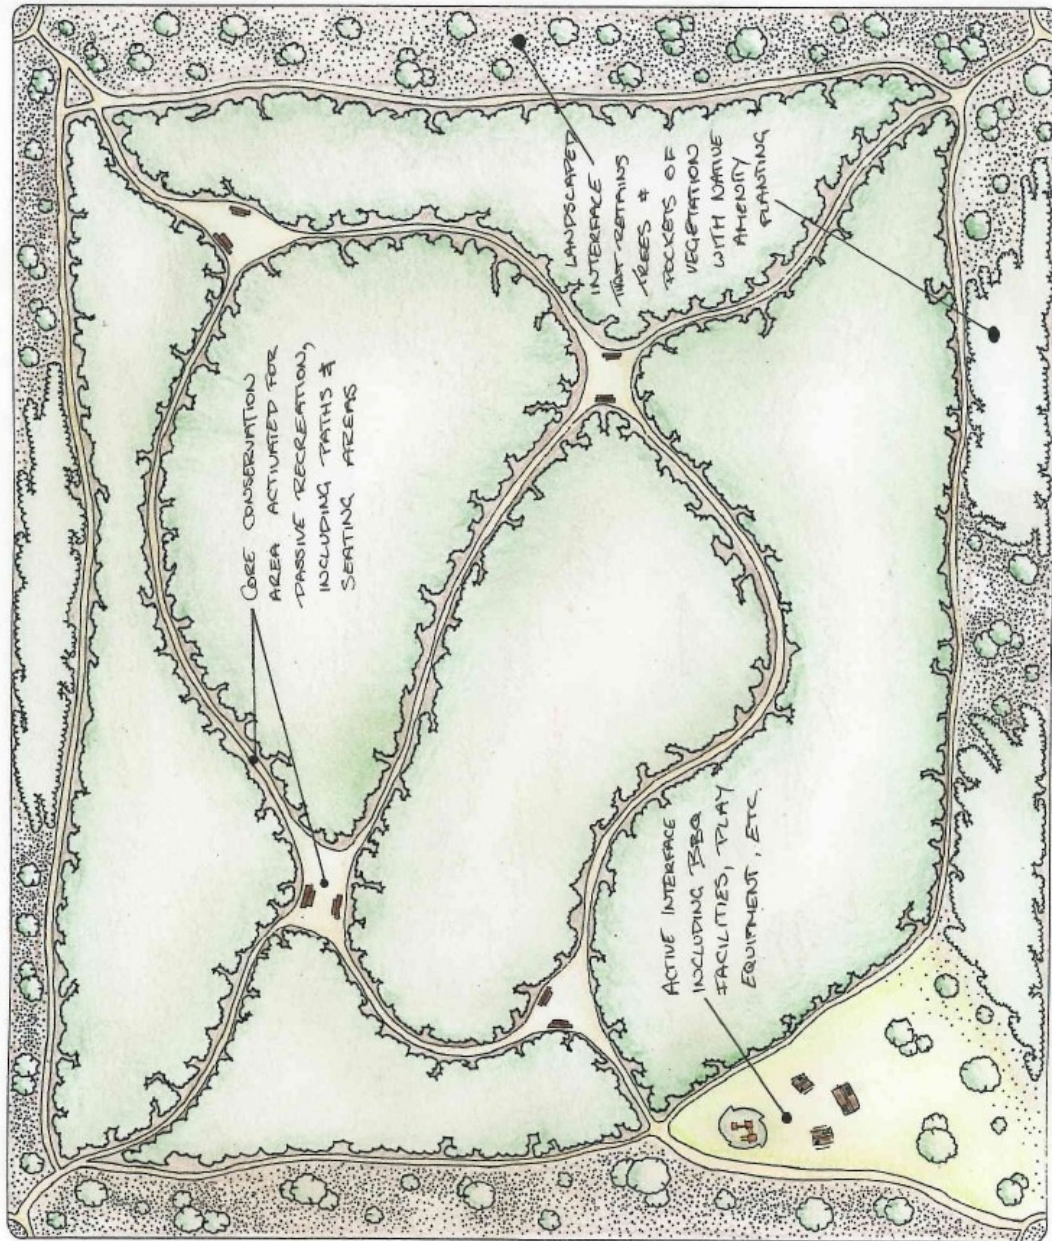 CORE CONSERVATION
AREA ACTIVATED FOR
PASSIVE RECREATION,
INCLUDING PATHS &
SEATING AREAS
LANDSCAPED
INTERFACE
THAT RETAINS
TREES &
POCKETS OF
VEGETATION
WITH NATIVE
AMENITY
PLANTING
ACTIVE INTERFACE
INCLUDING BBQ
FACILITIES, PLAY
EQUIPMENT, ETC.